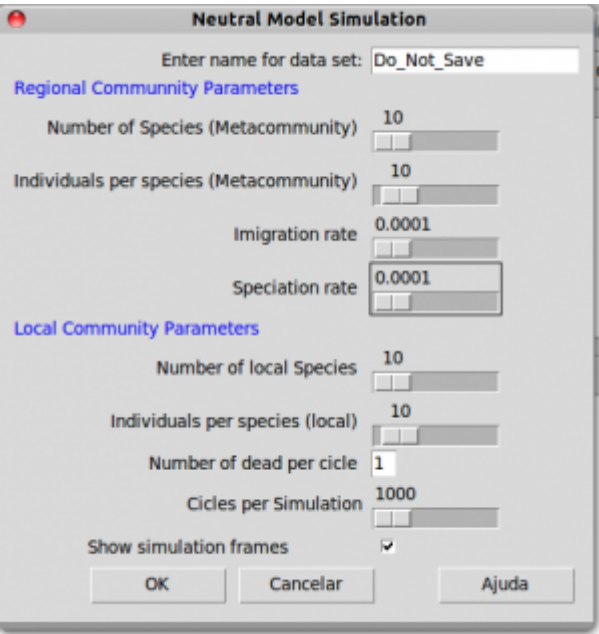 Neutral Model Simulation
Enter name for data set: Do_Not_Save
Regional Communnity Parameters
Number of Species (Metacommunity) 10
Individuals per species (Metacommunity) 10
Imigration rate 0.0001
Speciation rate 0.0001
Local Community Parameters
Number of local Species 10
Individuals per species (local) 10
Number of dead per cicle 1
Cicles per Simulation 1000
Show simulation frames
OK Cancelar Ajuda